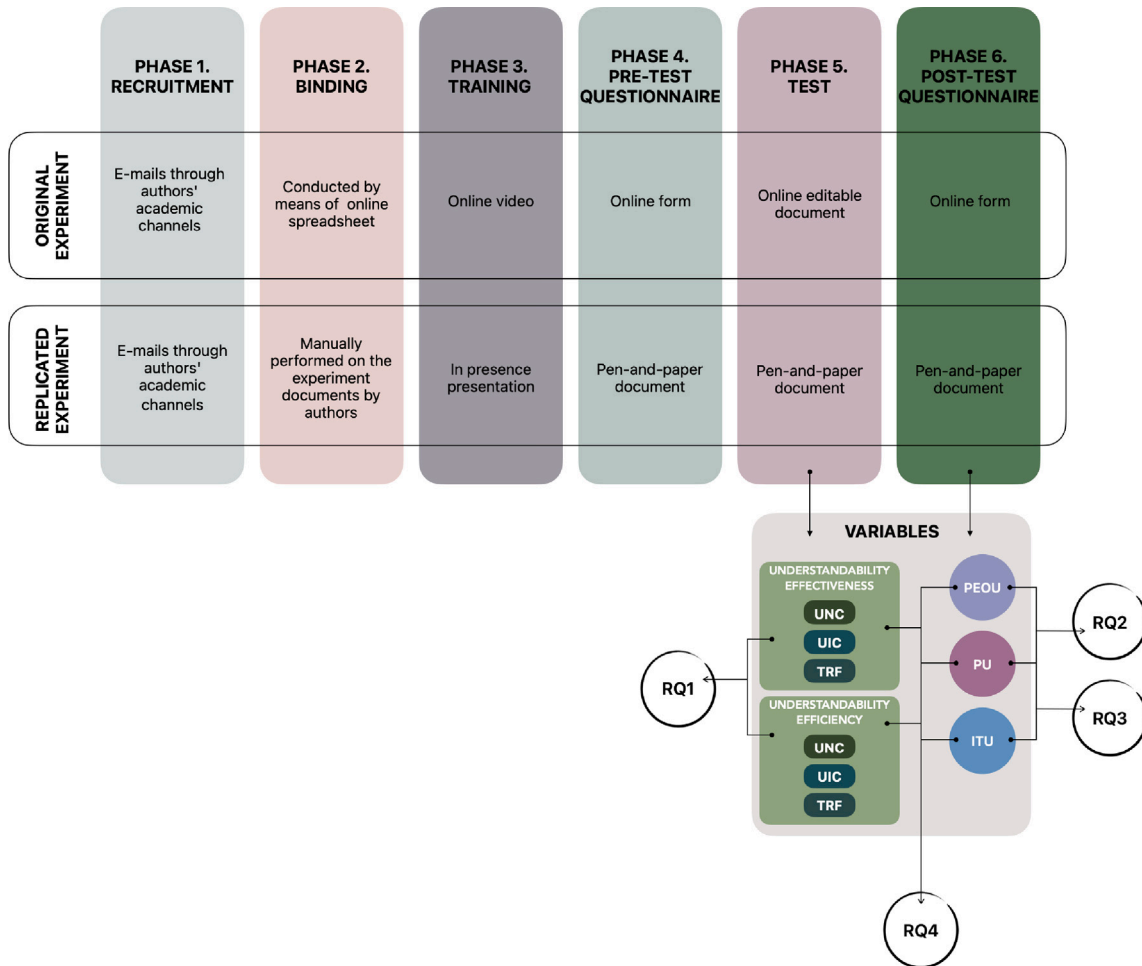 PHASE 1.
RECRUITMENT
PHASE 2.
BINDING
PHASE 3.
TRAINING
PHASE 4.
PRE-TEST
QUESTIONNAIRE
PHASE 5.
TEST
PHASE 6.
POST-TEST
QUESTIONNAIRE
ORIGINAL
EXPERIMENT
E-mails through
authors'
academic
channels
Conducted by
means of online
spreadsheet
Online video
Online form
Online editable
document
Online form
REPLICATED
EXPERIMENT
E-mails through
authors'
academic
channels
Manually
performed on the
experiment
documents by
authors
In presence
presentation
Pen-and-paper
document
Pen-and-paper
document
Pen-and-paper
document
VARIABLES
UNDERSTANDABILITY
EFFECTIVENESS
UNC
UIC
TRF
UNDERSTANDABILITY
EFFICIENCY
UNC
UIC
TRF
PEOU
PU
ITU
RQ1
RQ2
RQ3
RQ4